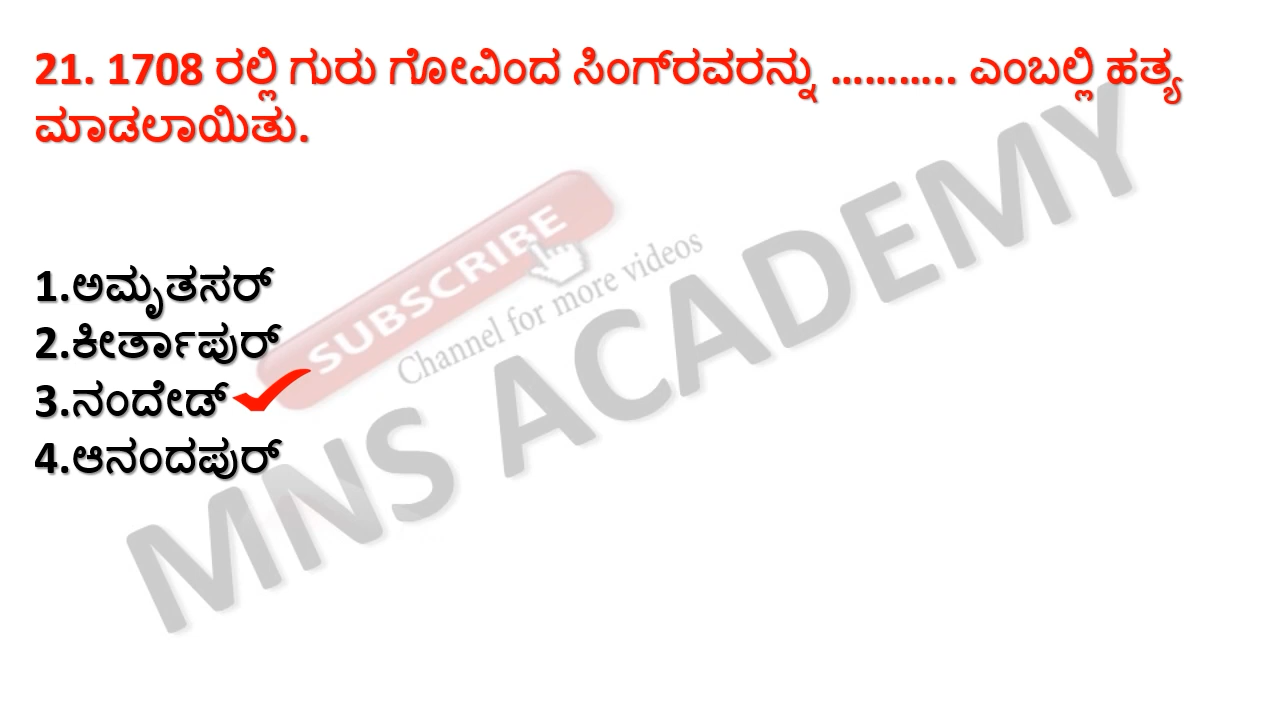 21. 1708 ರಲ್ಲಿ ಗುರು ಗೋವಿಂದ ಸಿಂಗ್‌ರವರನ್ನು ……….. ಎಂಬಲ್ಲಿ ಹತ್ಯ
ಮಾಡಲಾಯಿತು.
1.ಅಮೃತಸರ್
2.ಕೀರ್ತಾಪುರ್
3.ನಂದೇಡ್
4.ಆನಂದಪುರ್
SUBSCRIBE
Channel for more videos
MNS ACADEMY